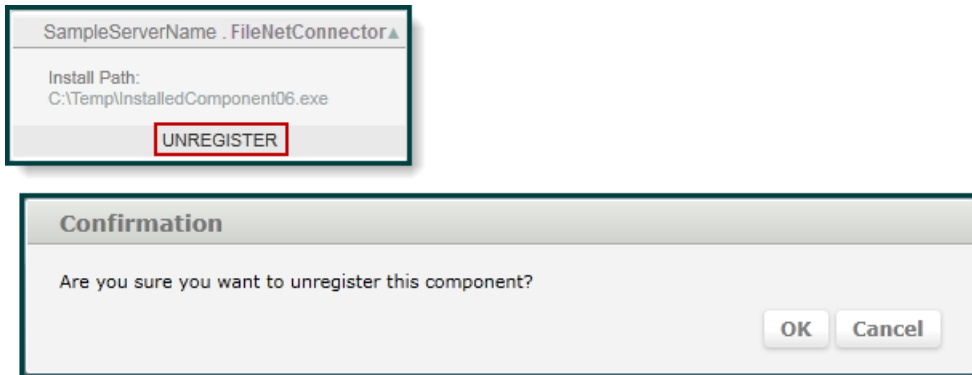 SampleServerName . FileNetConnector▲
Install Path:
C:\Temp\InstalledComponent06.exe
UNREGISTER
Confirmation
Are you sure you want to unregister this component?
OK Cancel